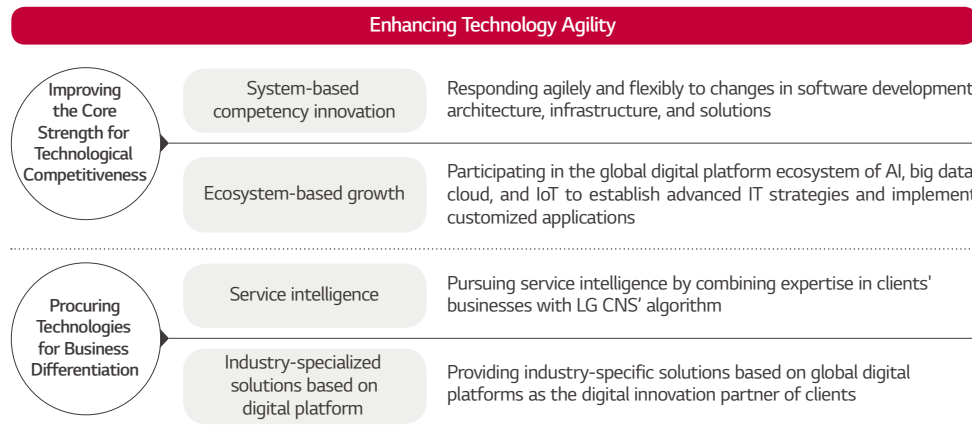 Enhancing Technology Agility
Improving
the Core
Strength for
Technological
Competitiveness
System-based
competency innovation
Responding agilely and flexibly to changes in software development
architecture, infrastructure, and solutions
Ecosystem-based growth
Participating in the global digital platform ecosystem of AI, big data
cloud, and IoT to establish advanced IT strategies and implement
customized applications
Procuring
Technologies
for Business
Differentiation
Service intelligence
Pursuing service intelligence by combining expertise in clients'
businesses with LG CNS’ algorithm
Industry-specialized
solutions based on
digital platform
Providing industry-specific solutions based on global digital
platforms as the digital innovation partner of clients